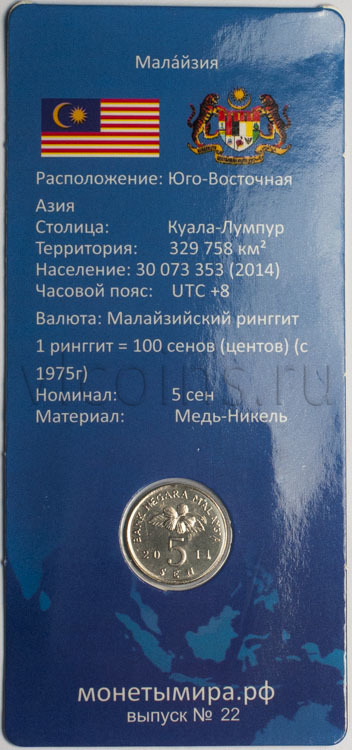 Мала́йзия
Расположение: Юго-Восточная
Азия
Столица: Куала-Лумпур
Территория: 329 758 км²
Население: 30 073 353 (2014)
Часовой пояс: UTC +8
Валюта: Малайзийский ринггит
1 ринггит = 100 сенов (центов) (с
1975г)
Номинал: 5 сен
Материал: Медь-Никель
BANK NEGARA MALAYSIA
2011
5
SEN
монетымира.рф
выпуск № 22